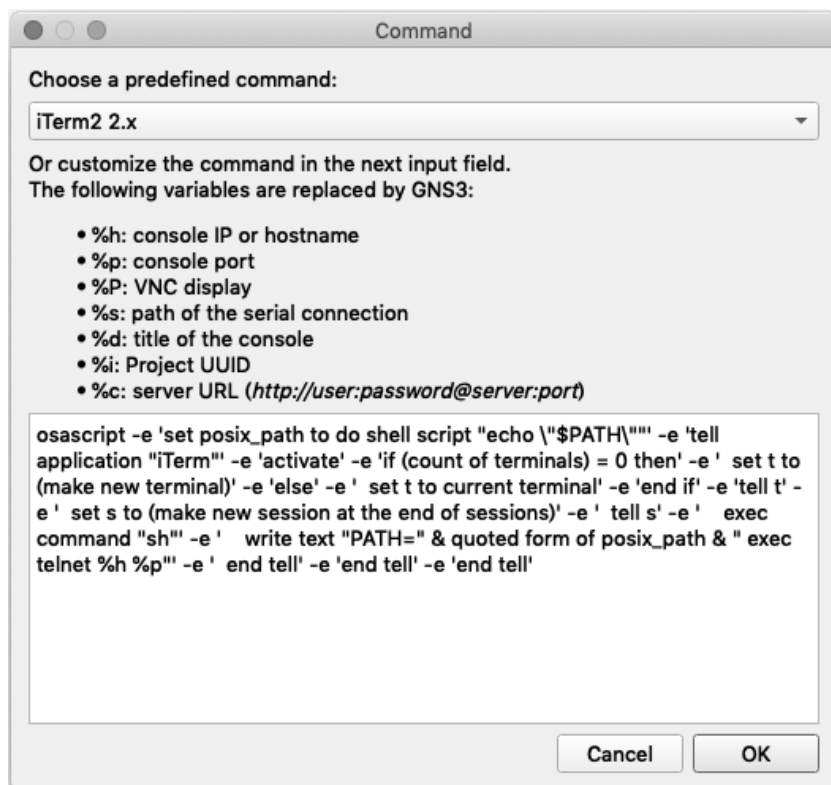 Command
Choose a predefined command:
iTerm2 2.x
Or customize the command in the next input field.
The following variables are replaced by GNS3:
• %h: console IP or hostname
• %p: console port
• %P: VNC display
• %s: path of the serial connection
• %d: title of the console
• %i: Project UUID
• %c: server URL (http://user:password@server:port)
osascript -e 'set posix_path to do shell script "echo \"$PATH\""' -e 'tell
application "iTerm"' -e 'activate' -e 'if (count of terminals) = 0 then' -e '  set t to
(make new terminal)' -e 'else' -e '  set t to current terminal' -e 'end if' -e 'tell t' -
e '  set s to (make new session at the end of sessions)' -e '  tell s' -e '    exec
command "sh"' -e '    write text "PATH=" & quoted form of posix_path & " exec
telnet %h %p"' -e '  end tell' -e 'end tell' -e 'end tell'
Cancel
OK